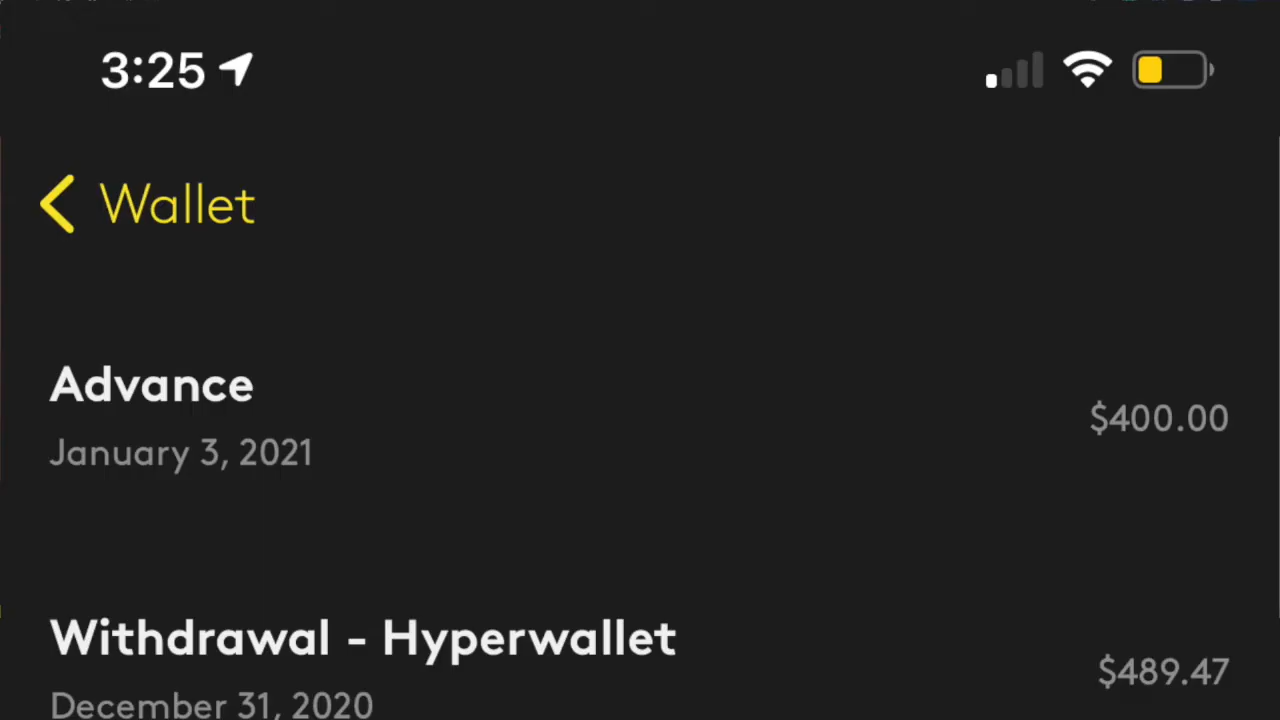 3:25
Wallet
Advance
January 3, 2021
$400.00
Withdrawal - Hyperwallet
December 31, 2020
$489.47